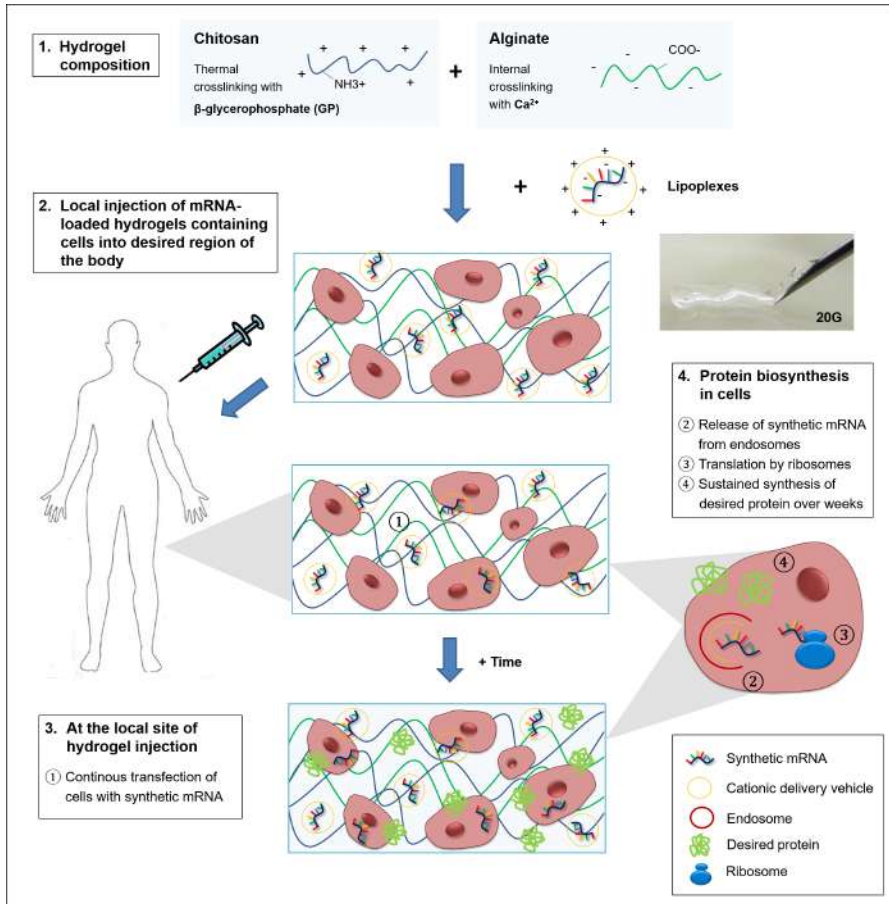 1. Hydrogel
composition
Chitosan
Thermal
crosslinking with
β-glycerophosphate (GP)
+ + + +
+ NH3+ +
+
Alginate
Internal
crosslinking
with Ca²⁺
COO-
- - - -
+
Lipoplexes
2. Local injection of mRNA-
loaded hydrogels containing
cells into desired region of
the body
20G
4. Protein biosynthesis
in cells
② Release of synthetic mRNA
from endosomes
③ Translation by ribosomes
④ Sustained synthesis of
desired protein over weeks
①
④
③
②
+ Time
3. At the local site of
hydrogel injection
① Continous transfection of
cells with synthetic mRNA
Synthetic mRNA
Cationic delivery vehicle
Endosome
Desired protein
Ribosome